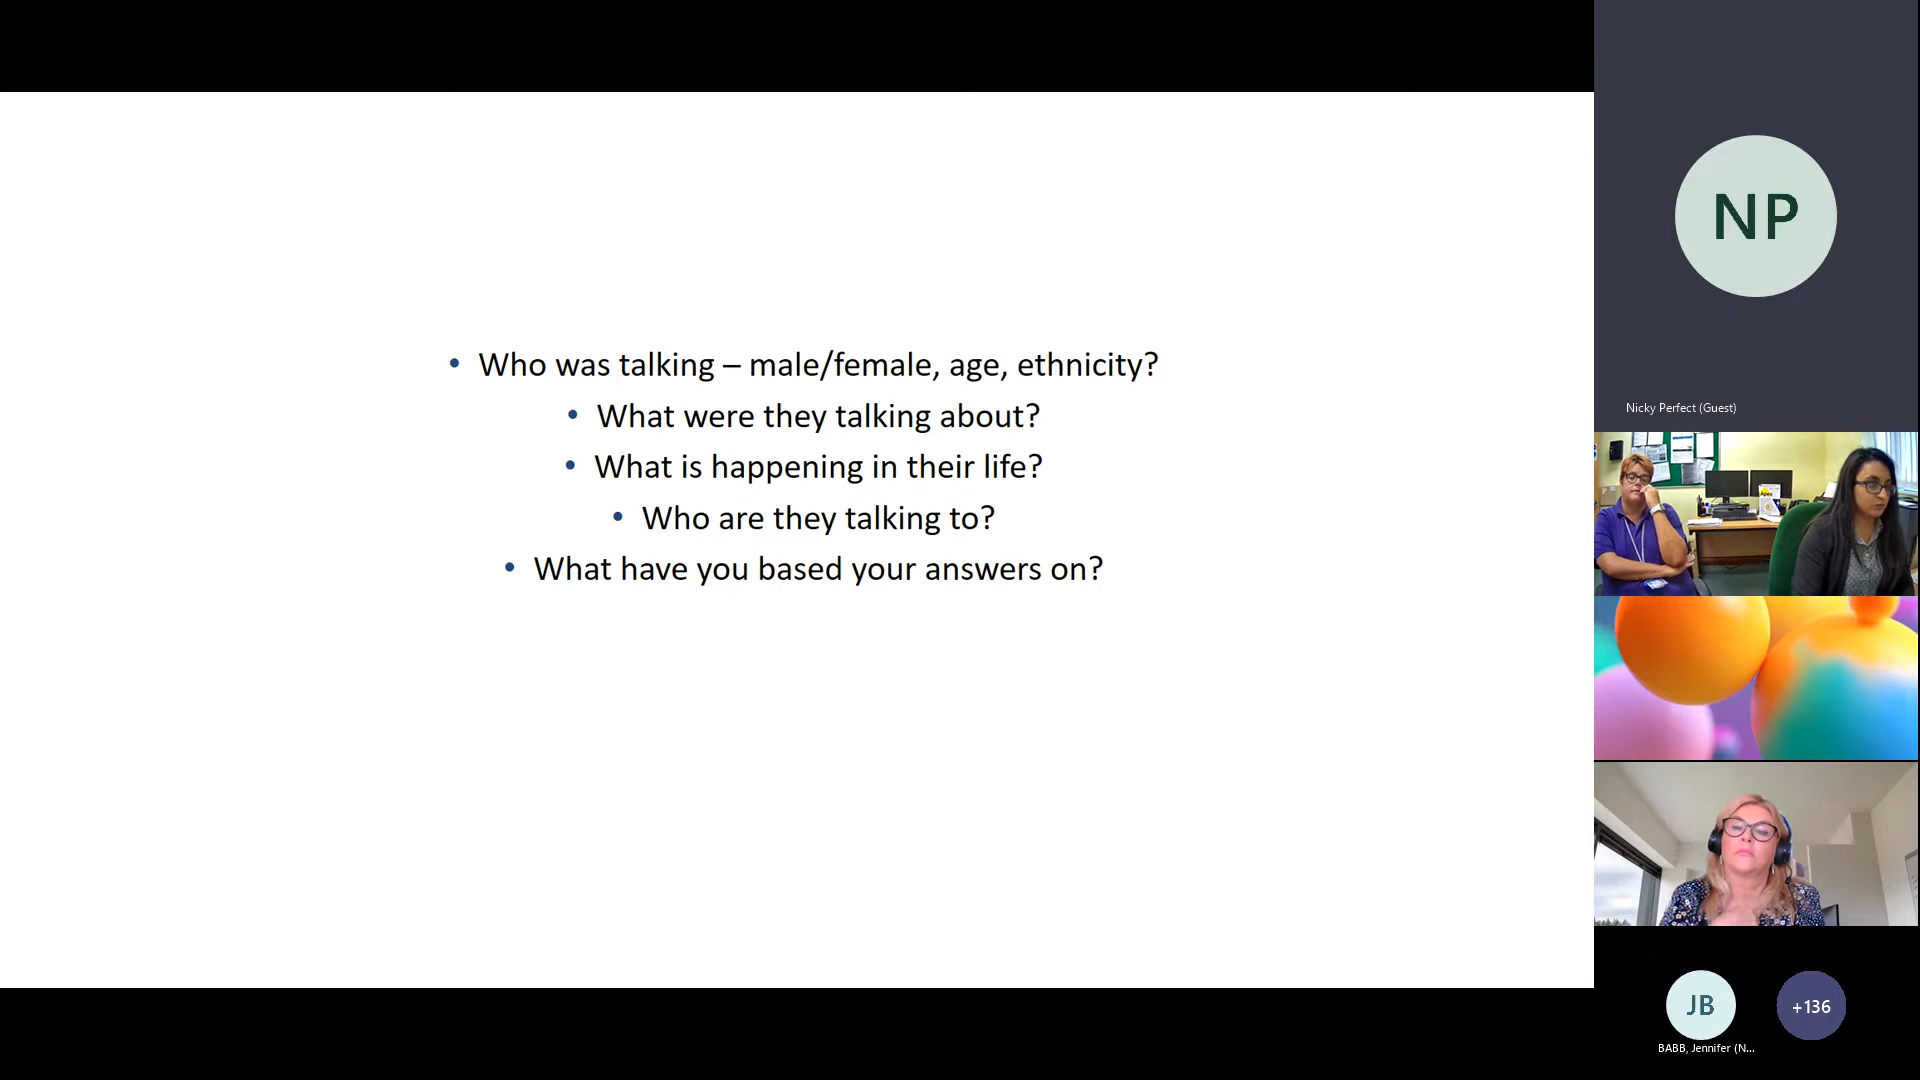 • Who was talking – male/female, age, ethnicity?
• What were they talking about?
• What is happening in their life?
• Who are they talking to?
• What have you based your answers on?
NP
Nicky Perfect (Guest)
JB
+136
BABB, Jennifer (N...